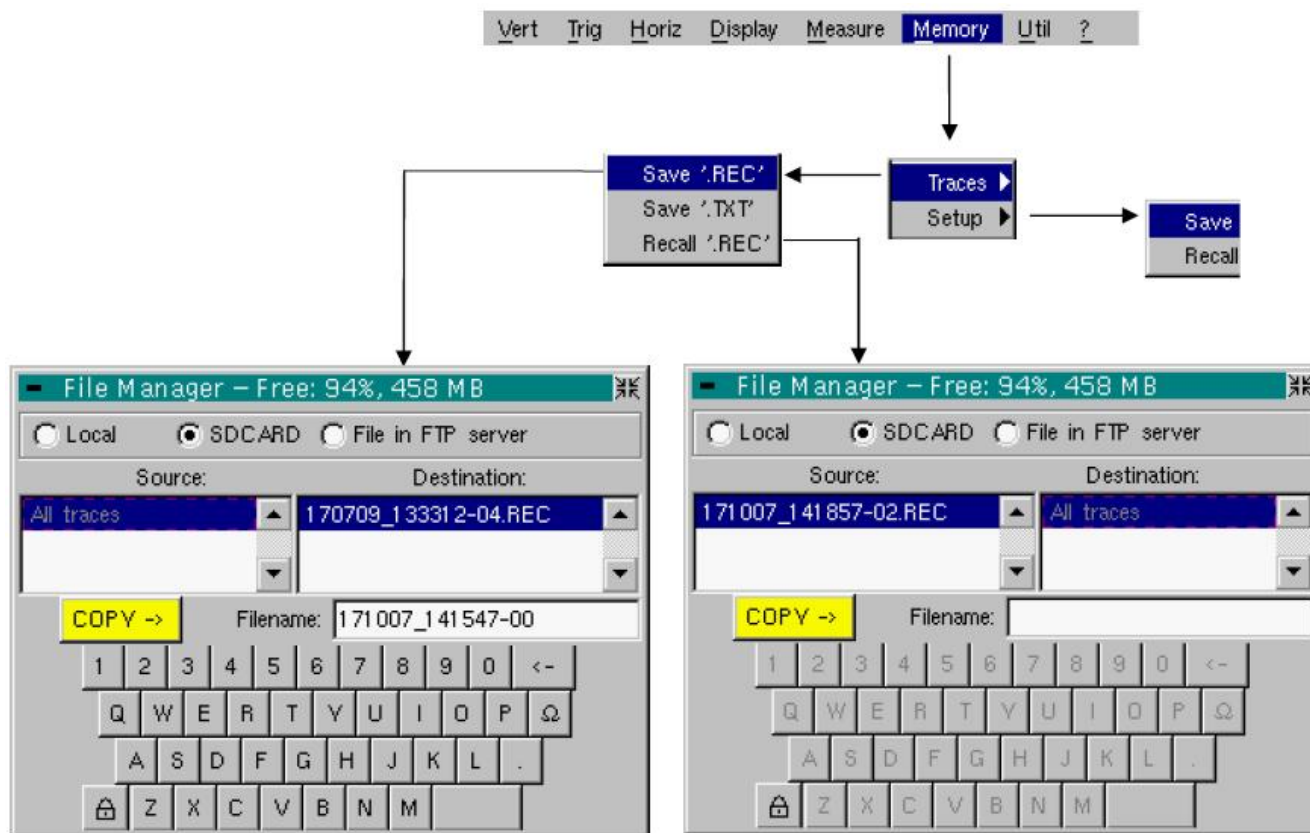 Vert Trig Horiz Display Measure Memory Util ?
Traces
Setup
Save '.REC'
Save '.TXT'
Recall '.REC'
Save
Recall
File Manager – Free: 94%, 458 MB
Local SDCARD File in FTP server
Source: Destination:
All traces 170709_133312-04.REC
COPY -> Filename: 171007_141547-00
1 2 3 4 5 6 7 8 9 0 <-
Q W E R T Y U I O P Ω
A S D F G H J K L .
Z X C V B N M
File Manager – Free: 94%, 458 MB
Local SDCARD File in FTP server
Source: Destination:
171007_141857-02.REC All traces
COPY -> Filename:
1 2 3 4 5 6 7 8 9 0 <-
Q W E R T Y U I O P Ω
A S D F G H J K L .
Z X C V B N M